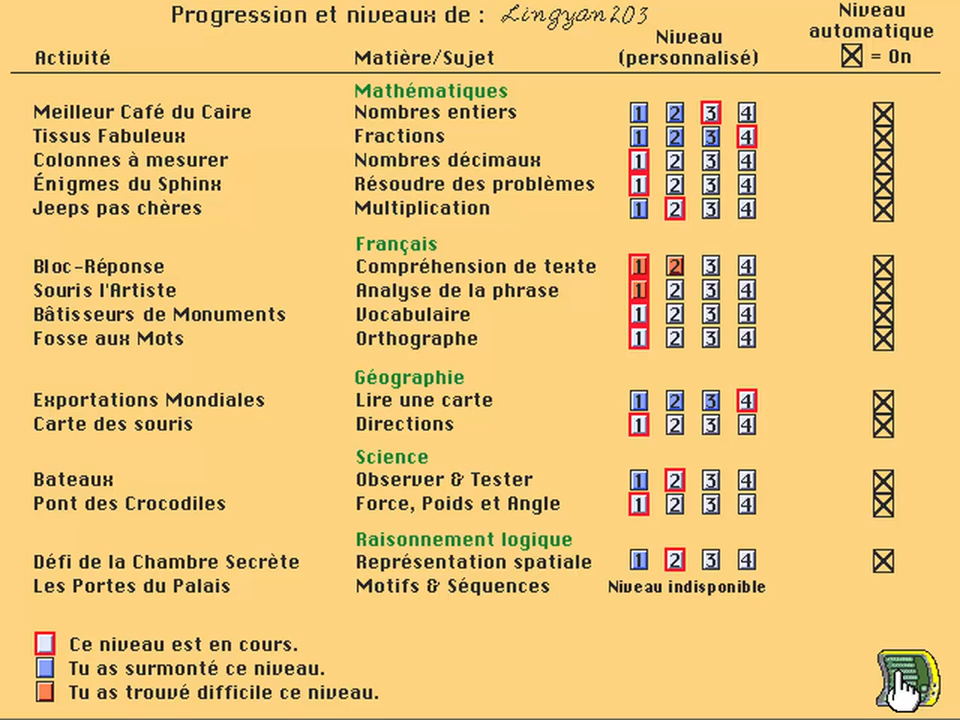 Progression et niveaux de : Lingyan203
Niveau automatique
Activité Matière/Sujet Niveau (personnalisé) = On
Mathématiques
Meilleur Café du Caire Nombres entiers 1 2 3 4
Tissus Fabuleux Fractions 1 2 3 4
Colonnes à mesurer Nombres décimaux 1 2 3 4
Énigmes du Sphinx Résoudre des problèmes 1 2 3 4
Jeeps pas chères Multiplication 1 2 3 4
Français
Bloc-Réponse Compréhension de texte 1 2 3 4
Souris l'Artiste Analyse de la phrase 1 2 3 4
Bâtisseurs de Monuments Vocabulaire 1 2 3 4
Fosse aux Mots Orthographe 1 2 3 4
Géographie
Exportations Mondiales Lire une carte 1 2 3 4
Carte des souris Directions 1 2 3 4
Science
Bateaux Observer & Tester 1 2 3 4
Pont des Crocodiles Force, Poids et Angle 1 2 3 4
Raisonnement logique
Défi de la Chambre Secrète Représentation spatiale 1 2 3 4
Les Portes du Palais Motifs & Séquences Niveau indisponible
Ce niveau est en cours.
Tu as surmonté ce niveau.
Tu as trouvé difficile ce niveau.